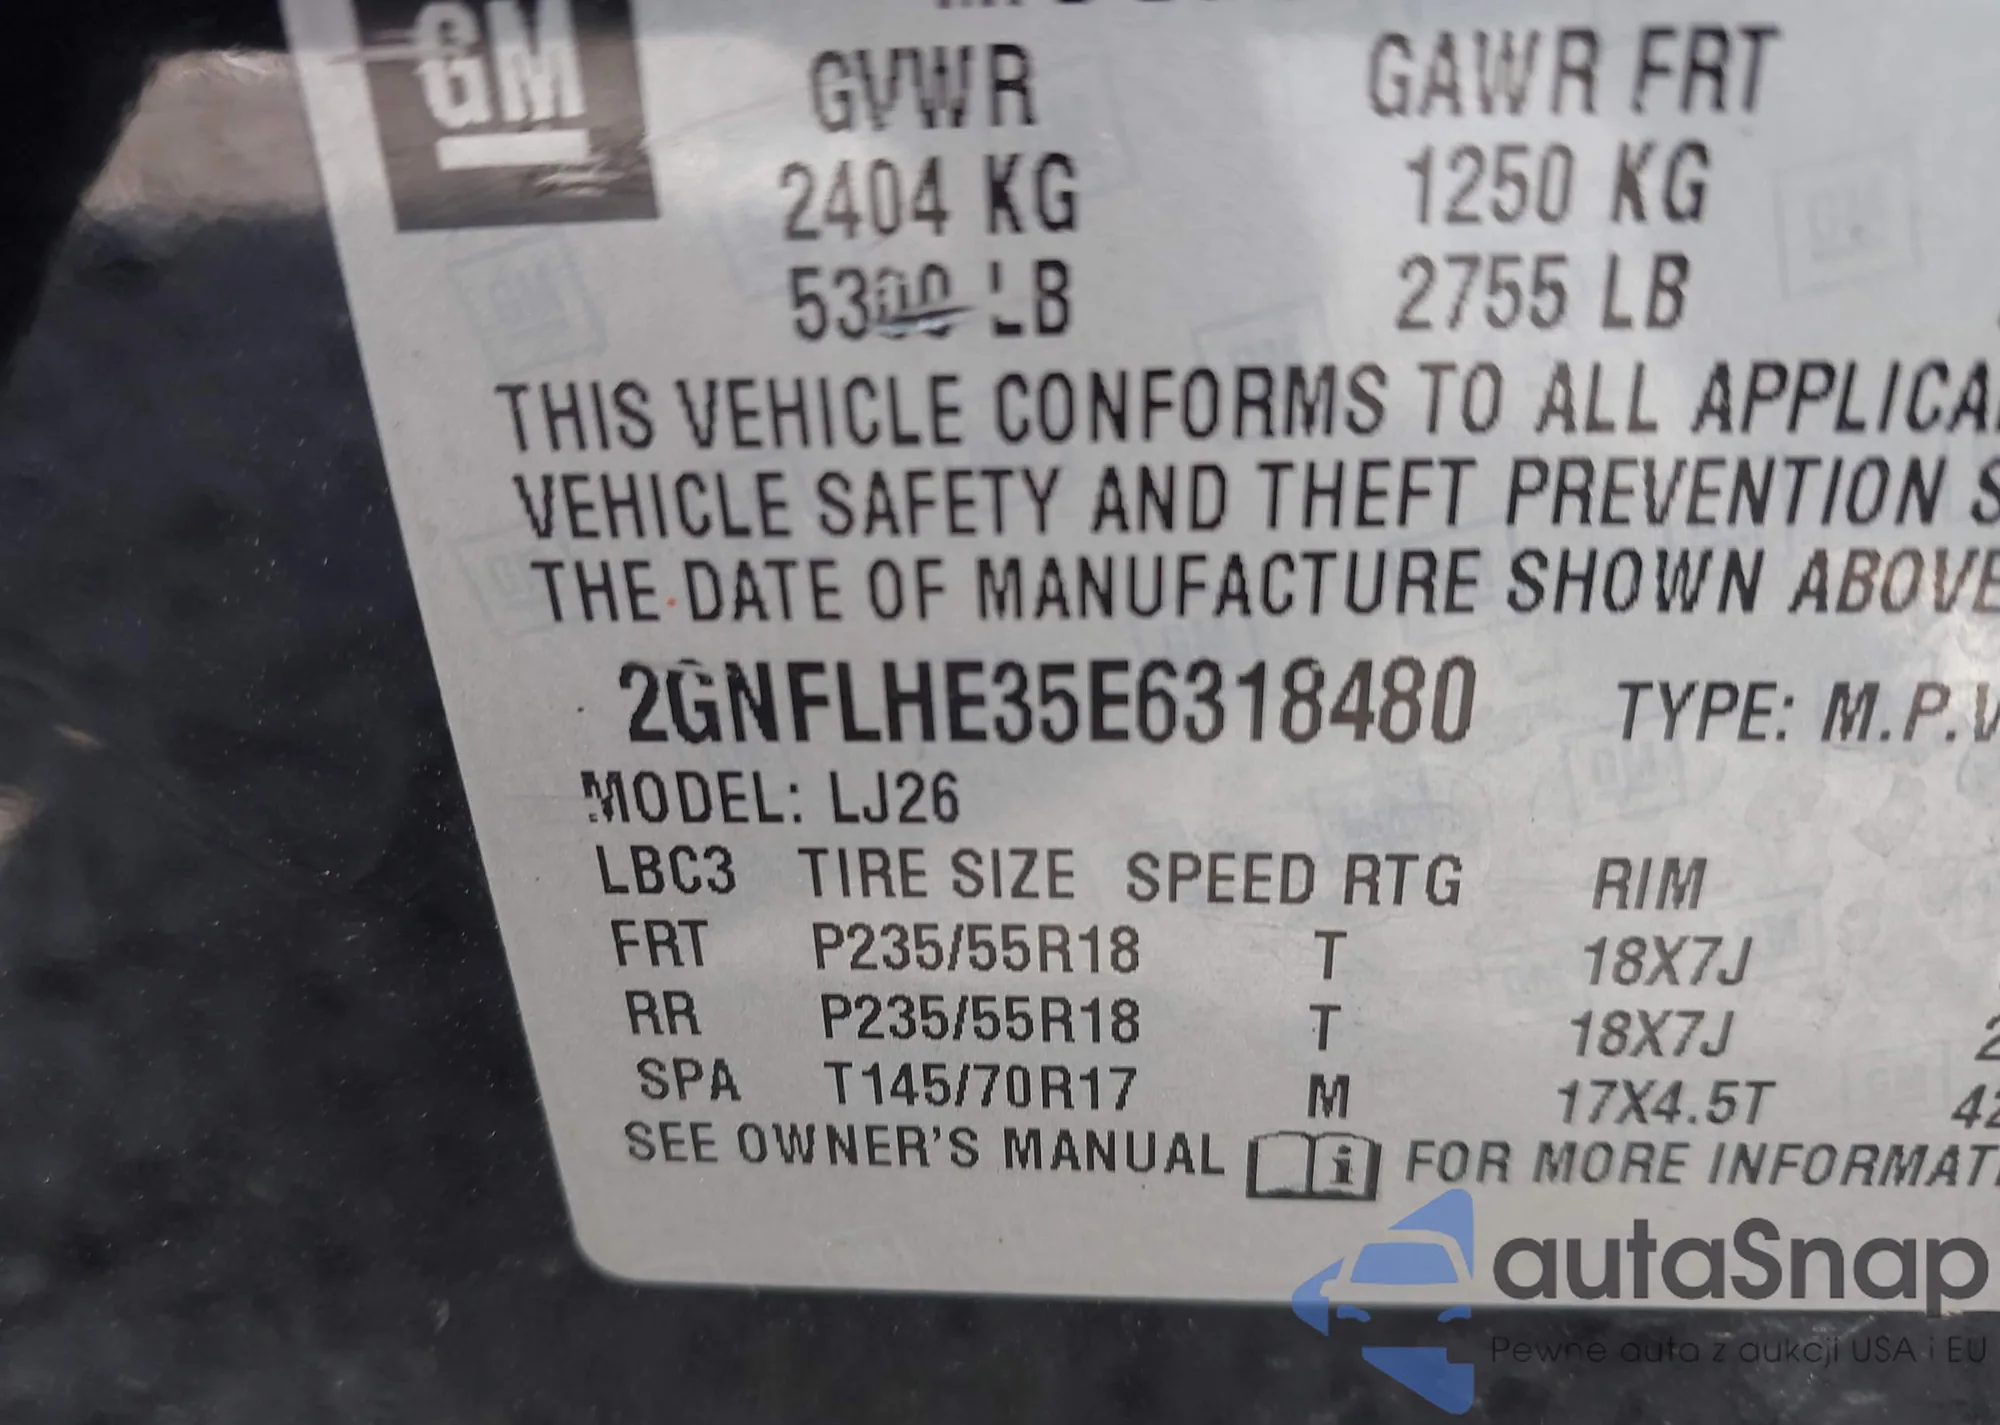 GM
GVWR GAWR FRT
2404 KG 1250 KG
5300 LB 2755 LB
THIS VEHICLE CONFORMS TO ALL APPLICA
VEHICLE SAFETY AND THEFT PREVENTION S
THE DATE OF MANUFACTURE SHOWN ABOVE
2GNFLHE35E6318480 TYPE: M.P.V
MODEL: LJ26
LBC3 TIRE SIZE SPEED RTG RIM
FRT P235/55R18 T 18X7J
RR P235/55R18 T 18X7J 2
SPA T145/70R17 M 17X4.5T 42
SEE OWNER'S MANUAL i FOR MORE INFORMATI
autaSnap
Pewne auta z aukcji USA i EU